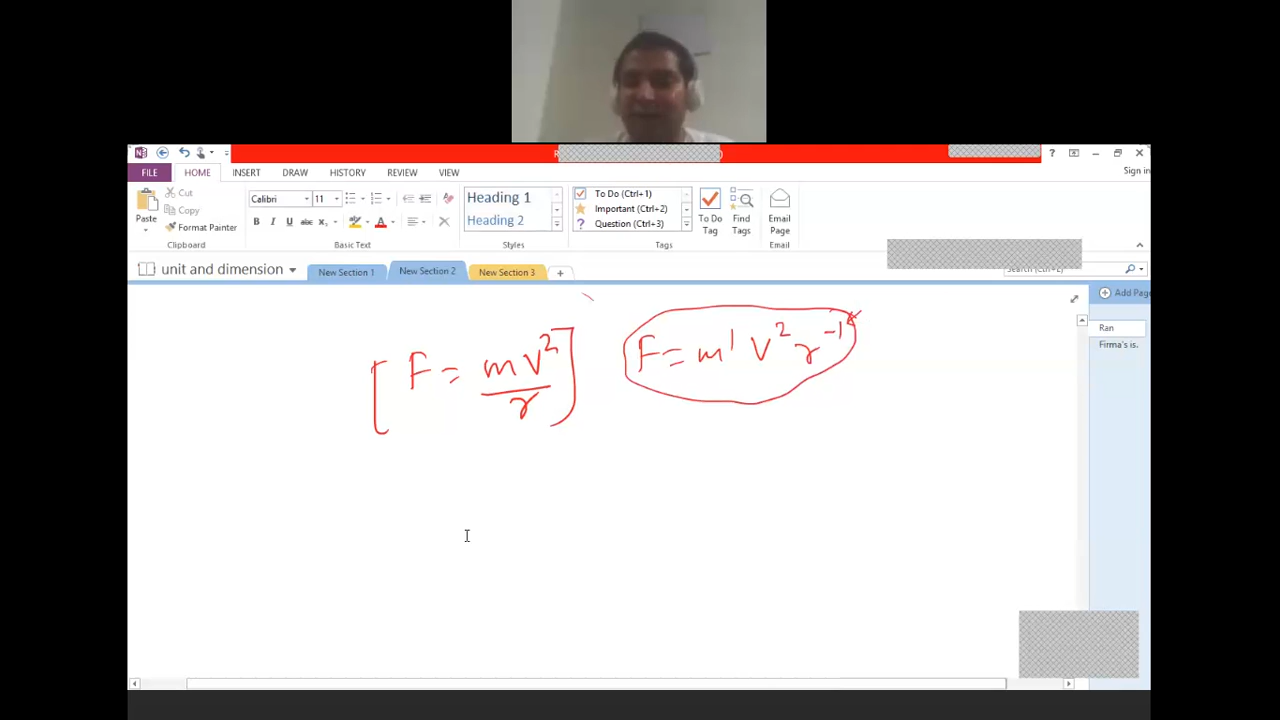 FILE HOME INSERT DRAW HISTORY REVIEW VIEW
Sign in
Paste
Cut
Copy
Format Painter
Clipboard
Calibri 11
B I U abc x₂ A
Basic Text
Heading 1
Heading 2
Styles
To Do (Ctrl+1)
Important (Ctrl+2)
Question (Ctrl+3)
Tags
To Do Tag
Find Tags
Email Page
Email
unit and dimension
New Section 1
New Section 2
New Section 3
Add Page
Ran
Firma's is.
[F = mv²/r]
F = m¹ v² r⁻¹